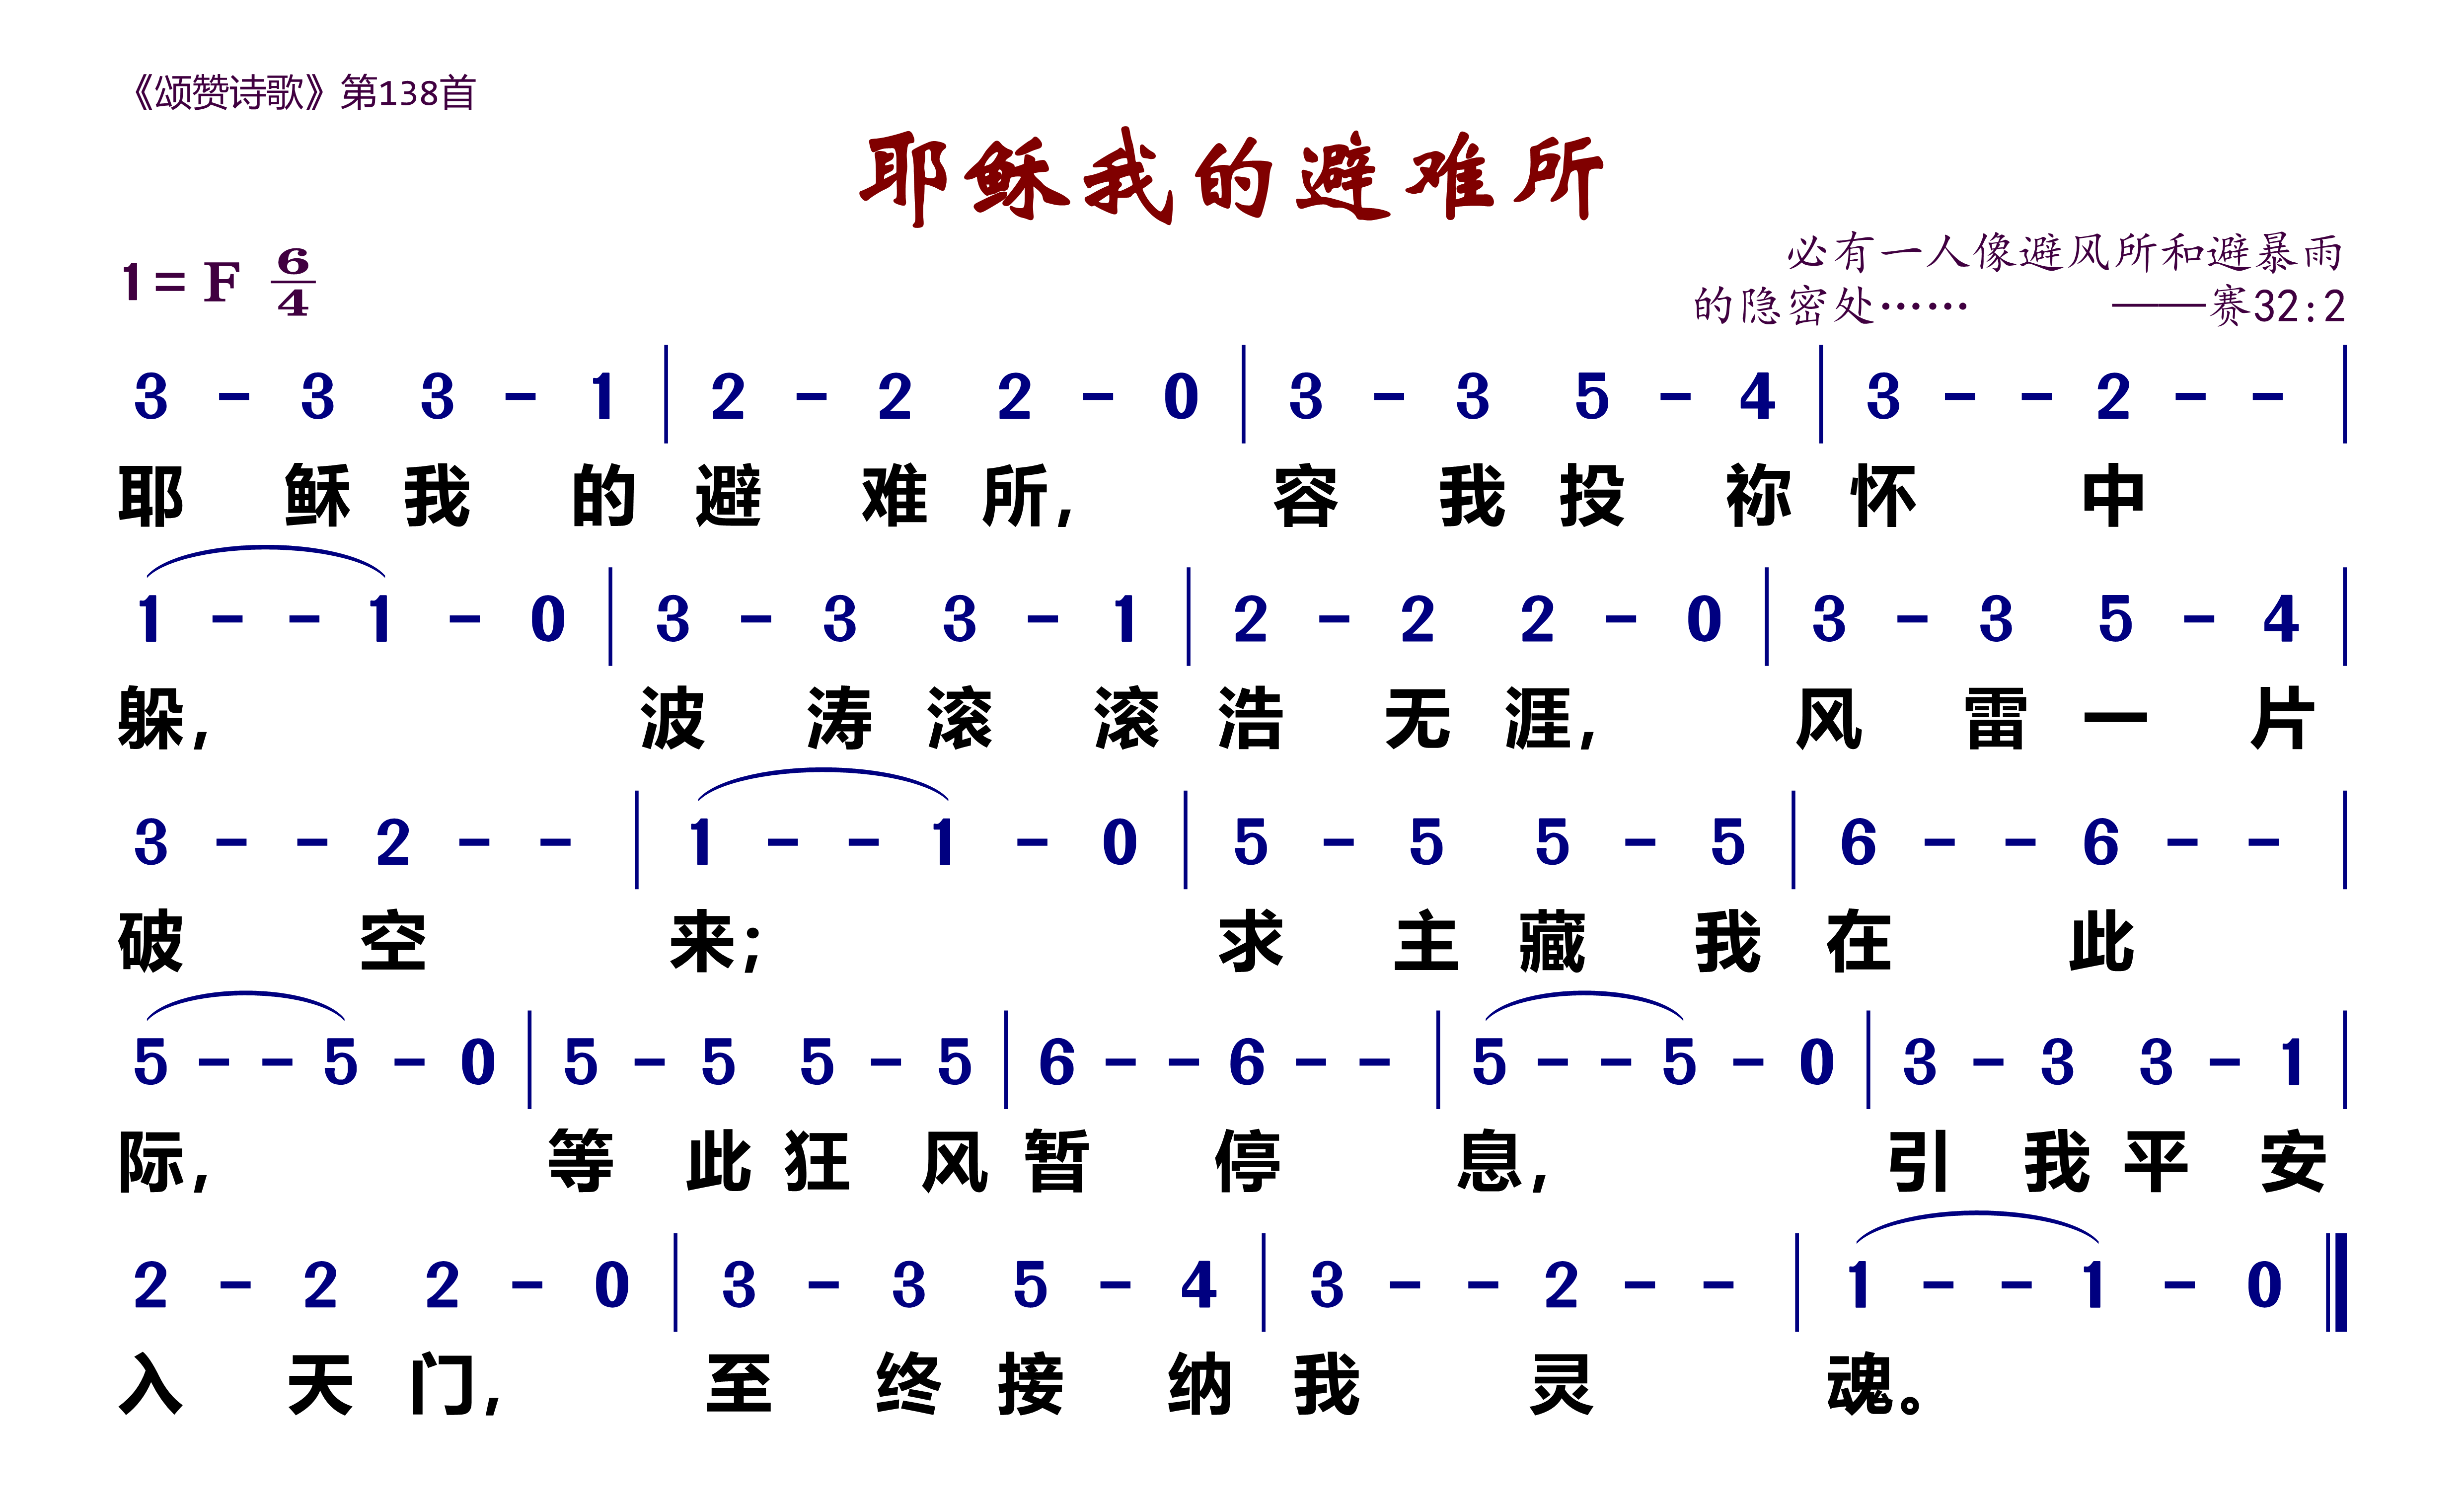 《颂赞诗歌》第138首
耶稣我的避难所
1= F 6/4
必有一人像避风所和避暴雨
的隐密处…… ——赛32:2
3 - 3 3 - 1 | 2 - 2 2 - 0 | 3 - 3 5 - 4 | 3 - - 2 - - |
耶 稣 我 的 避 难 所, 容 我 投 祢 怀 中
1 - - 1 - 0 | 3 - 3 3 - 1 | 2 - 2 2 - 0 | 3 - 3 5 - 4 |
躲, 波 涛 滚 滚 浩 无 涯, 风 雷 一 片
3 - - 2 - - | 1 - - 1 - 0 | 5 - 5 5 - 5 | 6 - - 6 - - |
破 空 来; 求 主 藏 我 在 此
5 - - 5 - 0 | 5 - 5 5 - 5 | 6 - - 6 - - | 5 - - 5 - 0 | 3 - 3 3 - 1 |
际, 等 此 狂 风 暂 停 息, 引 我 平 安
2 - 2 2 - 0 | 3 - 3 5 - 4 | 3 - - 2 - - | 1 - - 1 - 0 ‖
入 天 门, 至 终 接 纳 我 灵 魂。